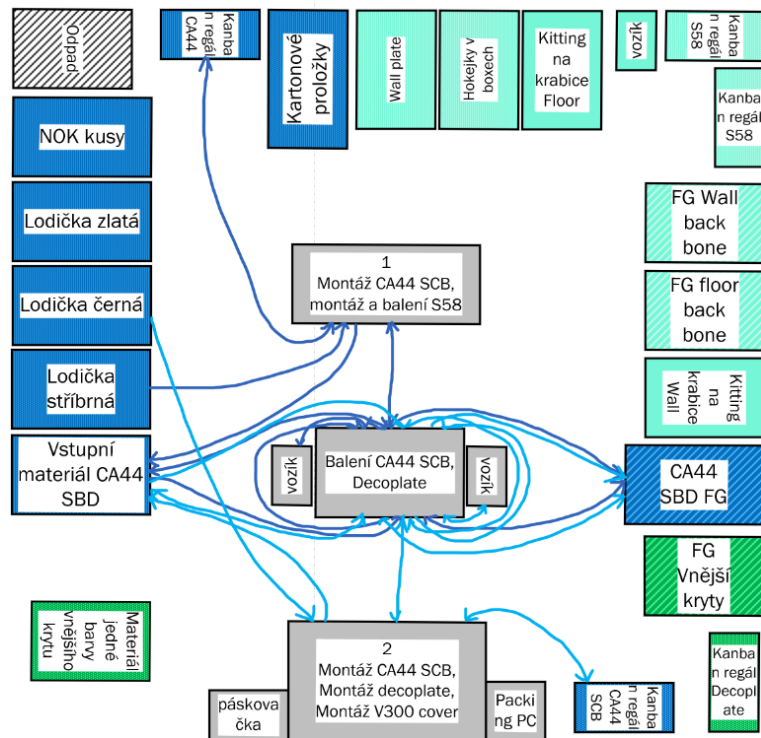 Odpad
Kanba
n regál
CA44
Kartonové
proložky
Wall plate
Hokejky v
boxech
Kitting
na
krabice
Floor
vozík
Kanba
n regál
S58
Kanba
n regál
S58
NOK kusy
Lodička zlatá
Lodička černá
Lodička
stříbrná
Vstupní
materiál CA44
SBD
1
Montáž CA44 SCB,
montáž a balení S58
FG Wall
back
bone
FG floor
back
bone
Kitting
na
krabice
Wall
vozík
Balení CA44 SCB,
Decoplate
vozík
CA44
SBD FG
FG
Vnější
kryty
Materiál
jedné
barvy
vnějšího
krytu
2
Montáž CA44 SCB,
Montáž decoplate,
Montáž V300 cover
páskova
čka
Packi
ng PC
Kanba
n regál
CA44
SCB
Kanba
n regál
Decopl
ate